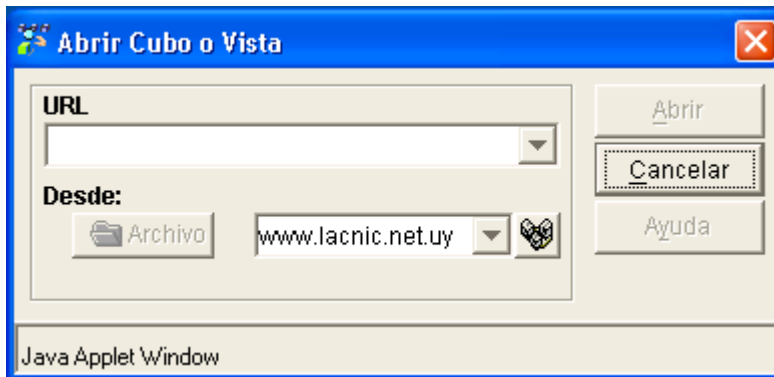 Abrir Cubo o Vista
URL
Abrir
Cancelar
Desde:
Archivo
www.lacnic.net.uy
Ayuda
Java Applet Window